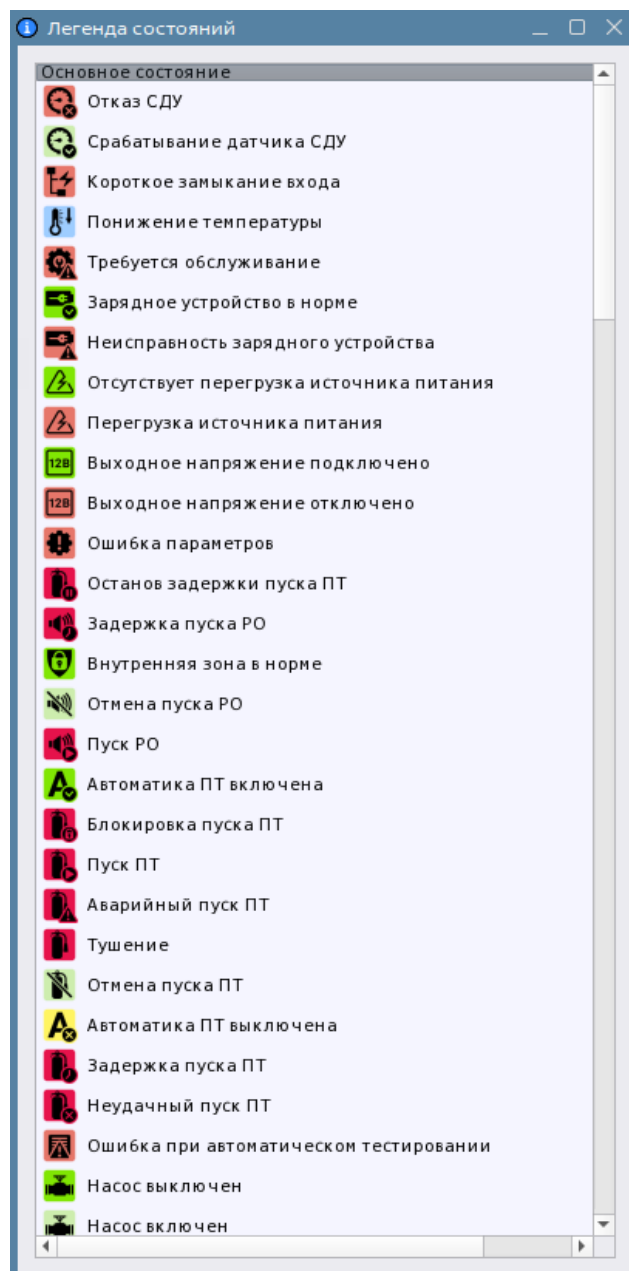 Легенда состояний
Основное состояние
Отказ СДУ
Срабатывание датчика СДУ
Короткое замыкание входа
Понижение температуры
Требуется обслуживание
Зарядное устройство в норме
Неисправность зарядного устройства
Отсутствует перегрузка источника питания
Перегрузка источника питания
12В Выходное напряжение подключено
12В Выходное напряжение отключено
Ошибка параметров
Останов задержки пуска ПТ
Задержка пуска РО
Внутренняя зона в норме
Отмена пуска РО
Пуск РО
Автоматика ПТ включена
Блокировка пуска ПТ
Пуск ПТ
Аварийный пуск ПТ
Тушение
Отмена пуска ПТ
Автоматика ПТ выключена
Задержка пуска ПТ
Неудачный пуск ПТ
Ошибка при автоматическом тестировании
Насос выключен
Насос включен